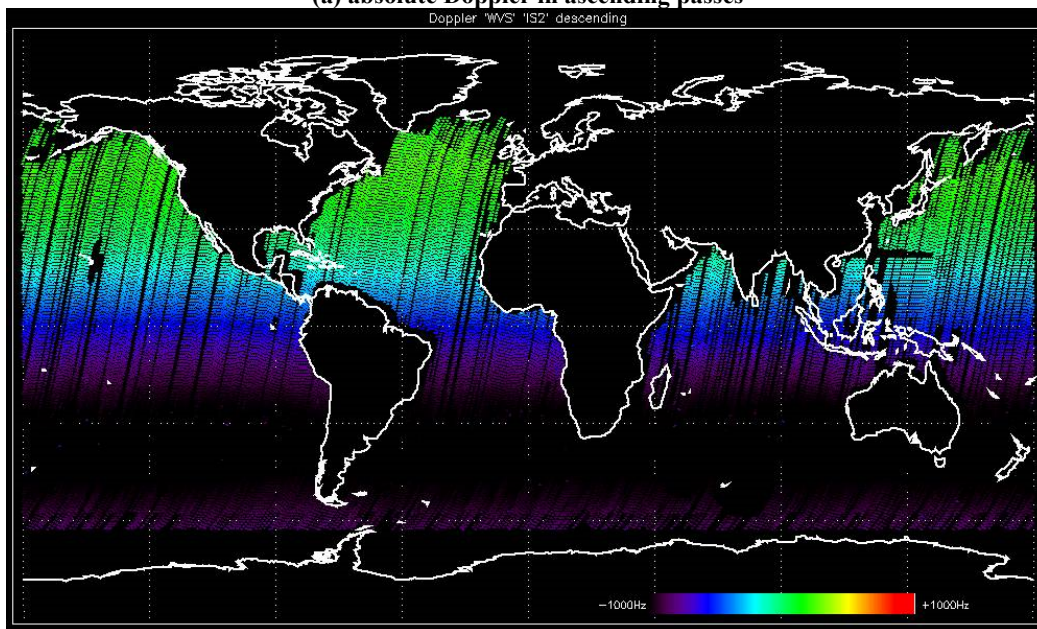 (a) absolute Doppler in ascending passes
Doppler 'WVS' 'IS2' descending
−1000Hz +1000Hz